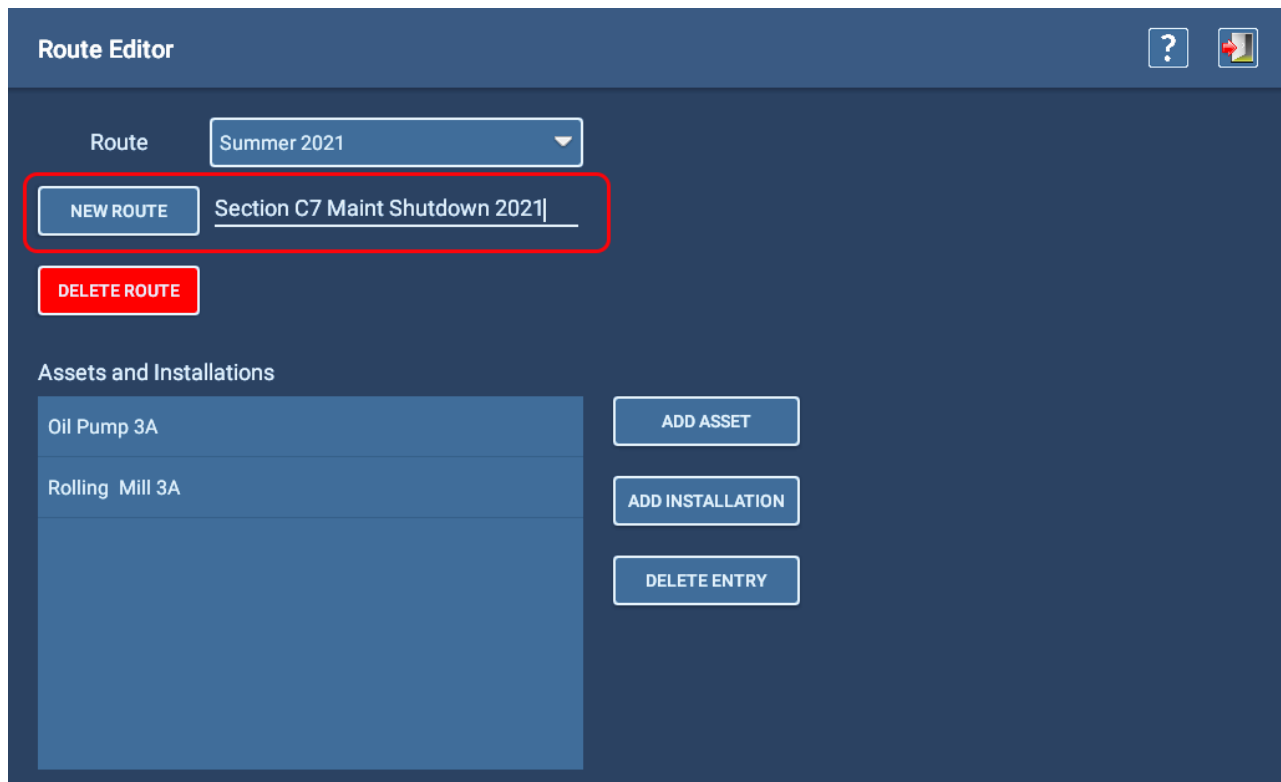 Route Editor
?
Route
Summer 2021
NEW ROUTE
Section C7 Maint Shutdown 2021
DELETE ROUTE
Assets and Installations
Oil Pump 3A
Rolling  Mill 3A
ADD ASSET
ADD INSTALLATION
DELETE ENTRY